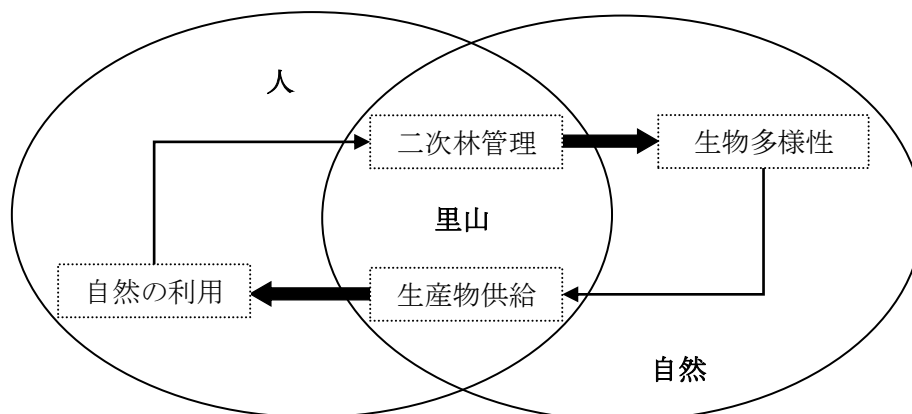 人
二次林管理
生物多様性
里山
自然の利用
生産物供給
自然